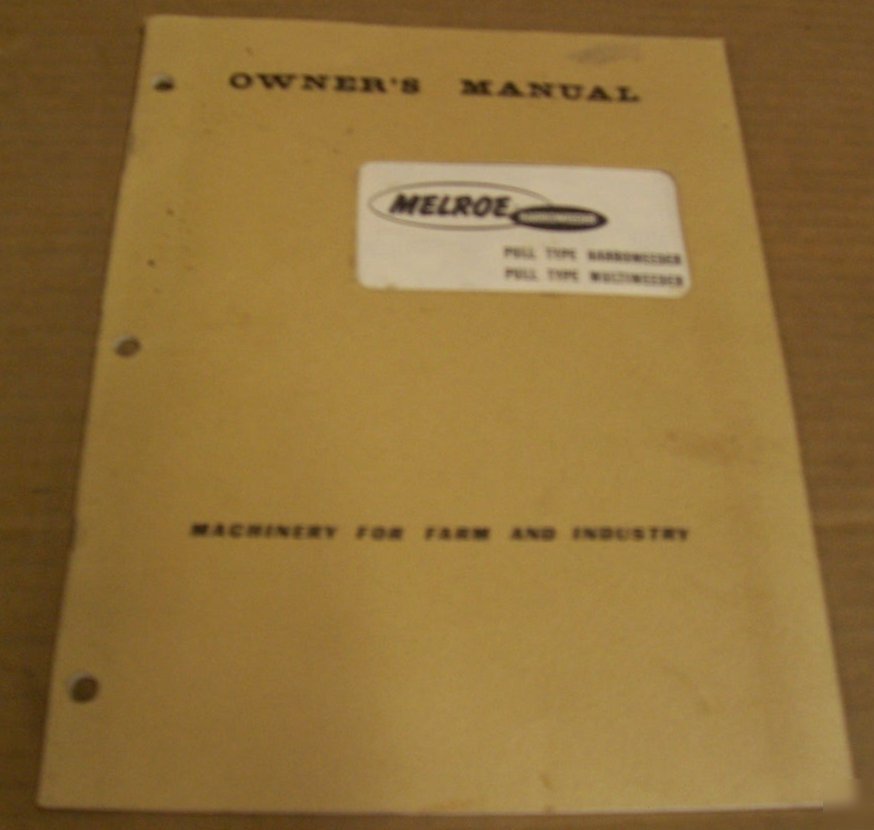 OWNER'S MANUAL
MELROE
PULL TYPE HARROWEEDER
PULL TYPE MULTIWEEDER
MACHINERY FOR FARM AND INDUSTRY